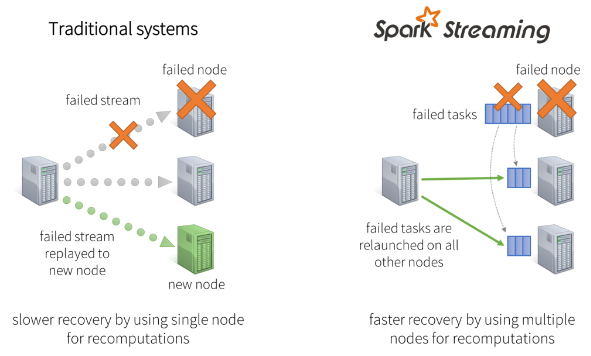 Traditional systems
failed node
failed stream
failed stream
replayed to
new node
new node
slower recovery by using single node
for recomputations
Spark Streaming
failed node
failed tasks
failed tasks are
relaunched on all
other nodes
faster recovery by using multiple
nodes for recomputations